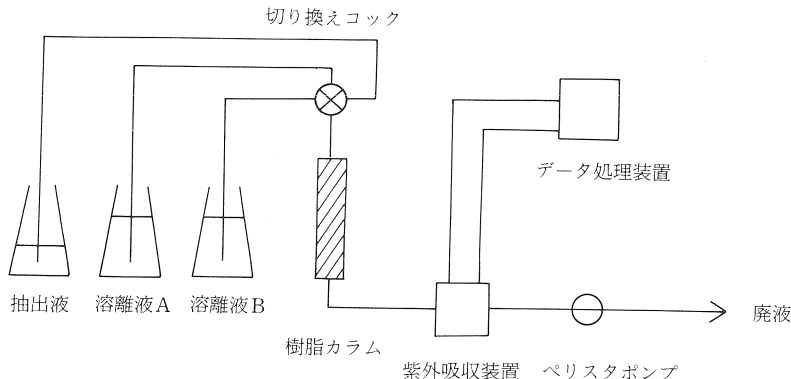 切り換えコック
データ処理装置
抽出液
溶離液A
溶離液B
樹脂カラム
紫外吸収装置
ペリスタポンプ
廃液